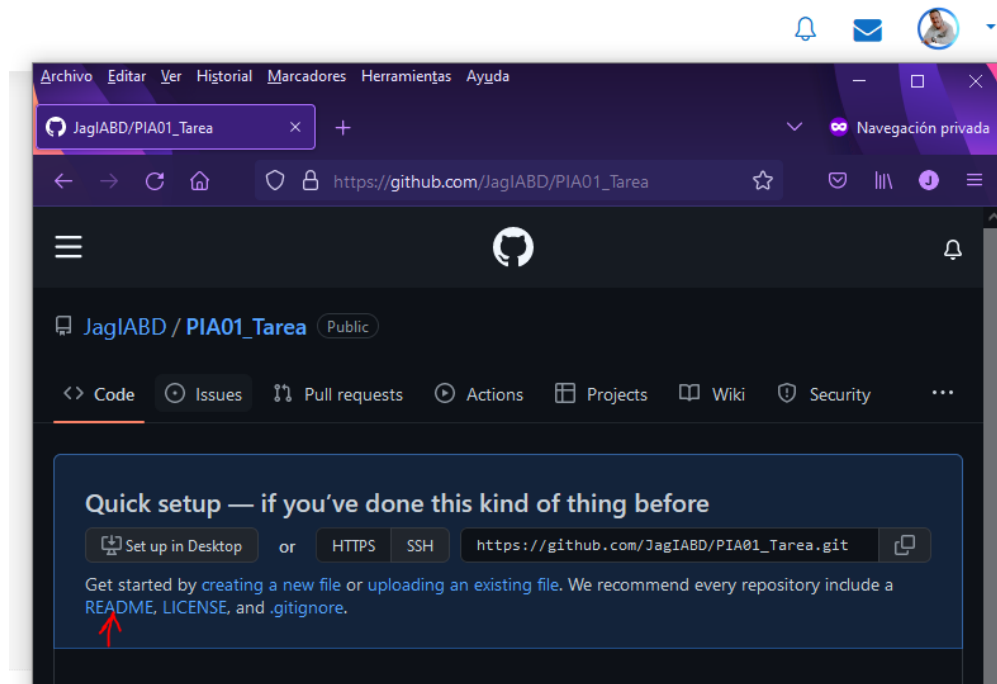 Archivo Editar Ver Historial Marcadores Herramientas Ayuda
JagIABD/PIA01_Tarea
Navegación privada
https://github.com/JagIABD/PIA01_Tarea
J
JagIABD / PIA01_Tarea Public
<> Code Issues Pull requests Actions Projects Wiki Security ...
Quick setup — if you've done this kind of thing before
Set up in Desktop or HTTPS SSH https://github.com/JagIABD/PIA01_Tarea.git
Get started by creating a new file or uploading an existing file. We recommend every repository include a
README, LICENSE, and .gitignore.